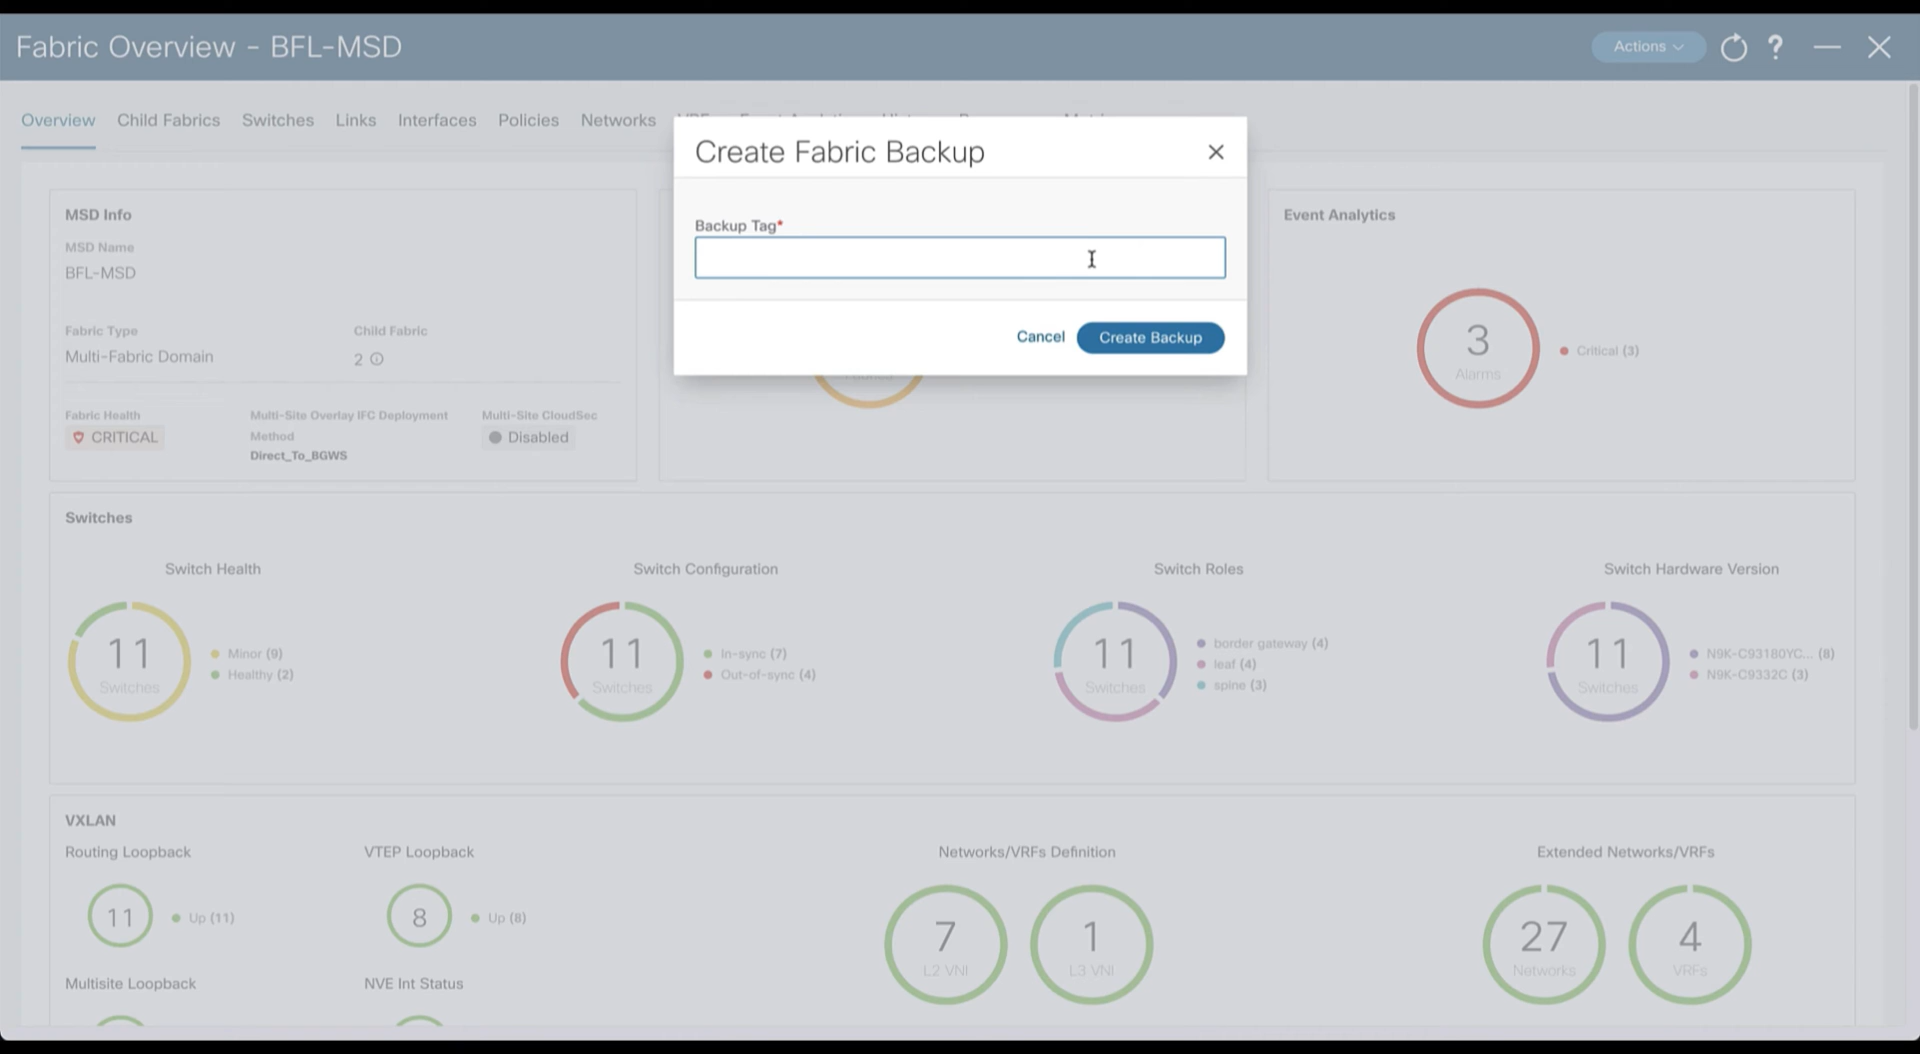 Fabric Overview - BFL-MSD
Actions
Overview Child Fabrics Switches Links Interfaces Policies Networks
Create Fabric Backup
Backup Tag*
Cancel Create Backup
MSD Info
MSD Name
BFL-MSD
Fabric Type Child Fabric
Multi-Fabric Domain 2
Fabric Health Multi-Site Overlay IFC Deployment Multi-Site CloudSec
CRITICAL Method Disabled
Direct_To_BGWS
Event Analytics
3
Alarms
Critical (3)
Switches
Switch Health
11
Switches
Minor (9)
Healthy (2)
Switch Configuration
11
Switches
In-sync (7)
Out-of-sync (4)
Switch Roles
11
Switches
border gateway (4)
leaf (4)
spine (3)
Switch Hardware Version
11
Switches
N9K-C93180YC... (8)
N9K-C9332C (3)
VXLAN
Routing Loopback
11
Up (11)
VTEP Loopback
8
Up (8)
Multisite Loopback NVE Int Status
Networks/VRFs Definition
7
L2 VNI
1
L3 VNI
Extended Networks/VRFs
27
Networks
4
VRFs